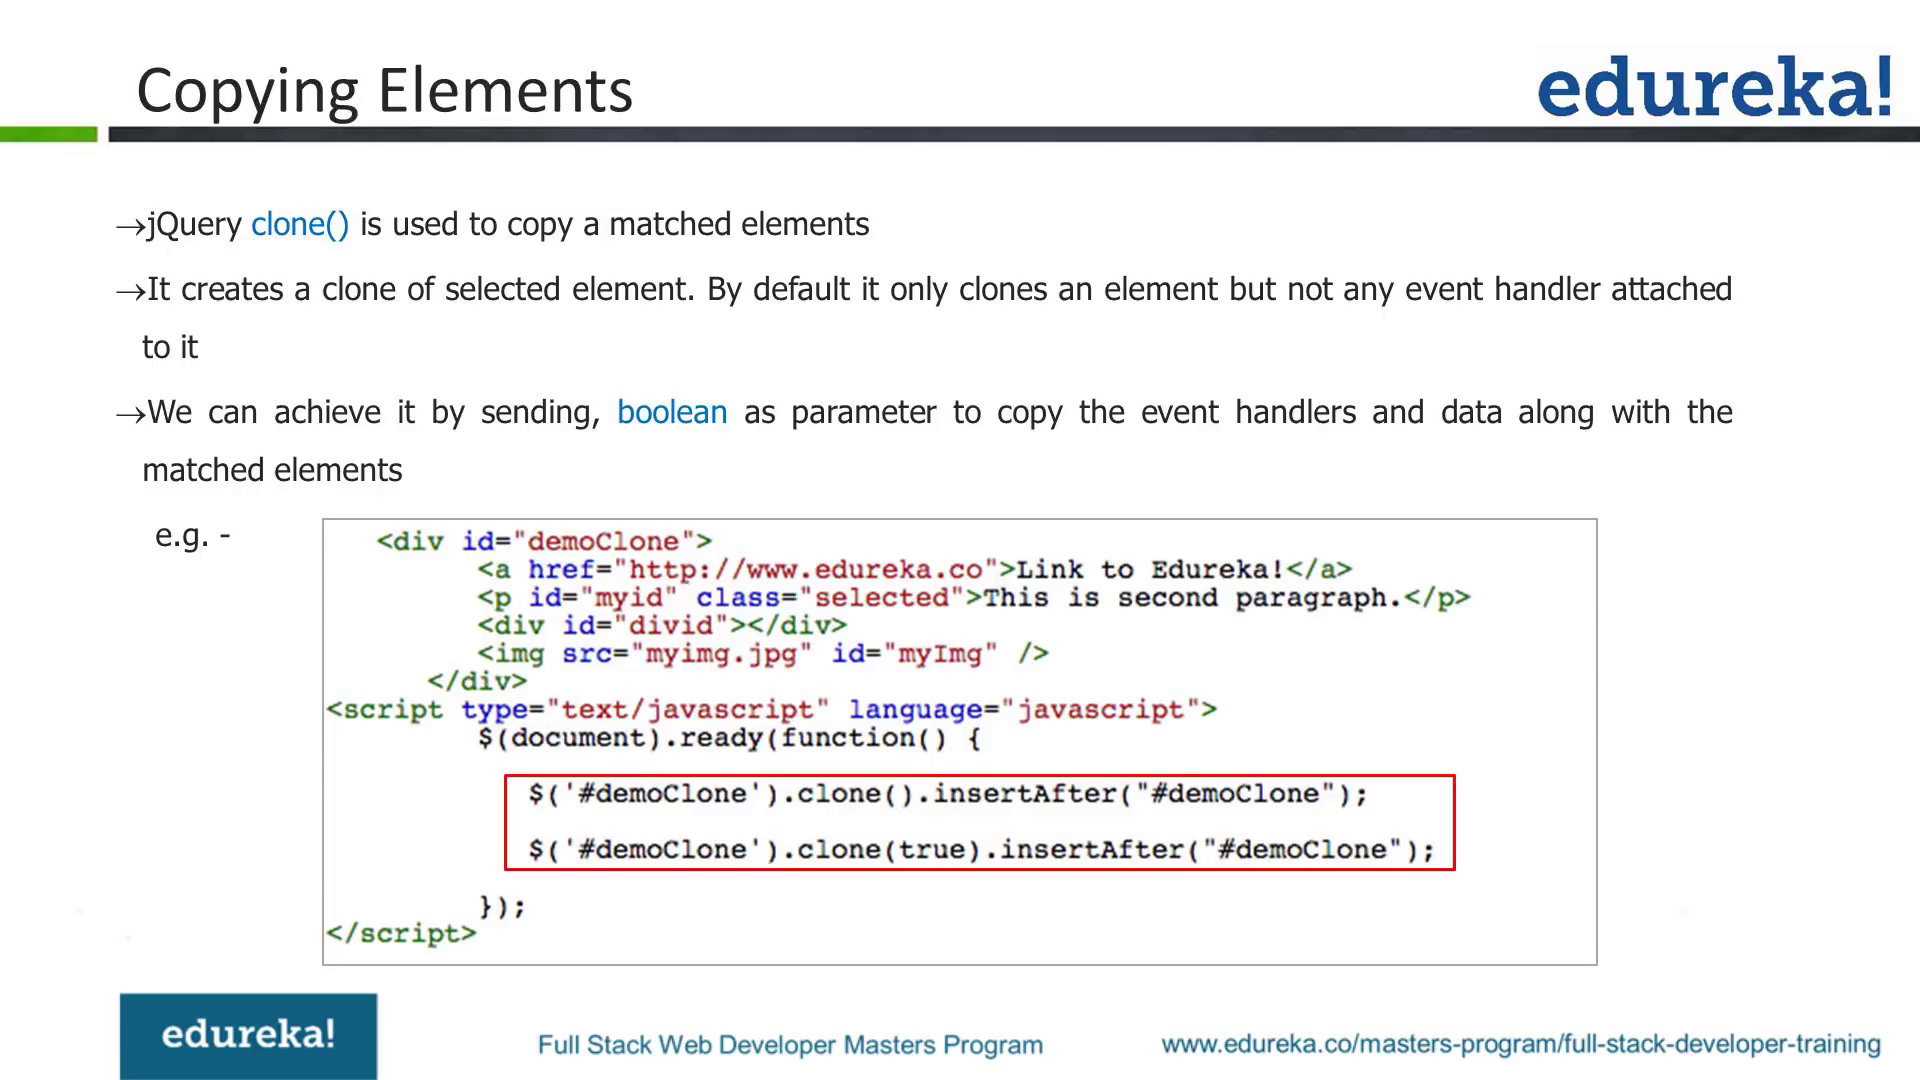 Copying Elements
edureka!
→jQuery clone() is used to copy a matched elements
→It creates a clone of selected element. By default it only clones an element but not any event handler attached
to it
→We can achieve it by sending, boolean as parameter to copy the event handlers and data along with the
matched elements
e.g. -
<div id="demoClone">
<a href="http://www.edureka.co">Link to Edureka!</a>
<p id="myid" class="selected">This is second paragraph.</p>
<div id="divid"></div>
<img src="myimg.jpg" id="myImg" />
</div>
<script type="text/javascript" language="javascript">
$(document).ready(function() {
$('#demoClone').clone().insertAfter("#demoClone");
$('#demoClone').clone(true).insertAfter("#demoClone");
});
</script>
edureka!
Full Stack Web Developer Masters Program
www.edureka.co/masters-program/full-stack-developer-training